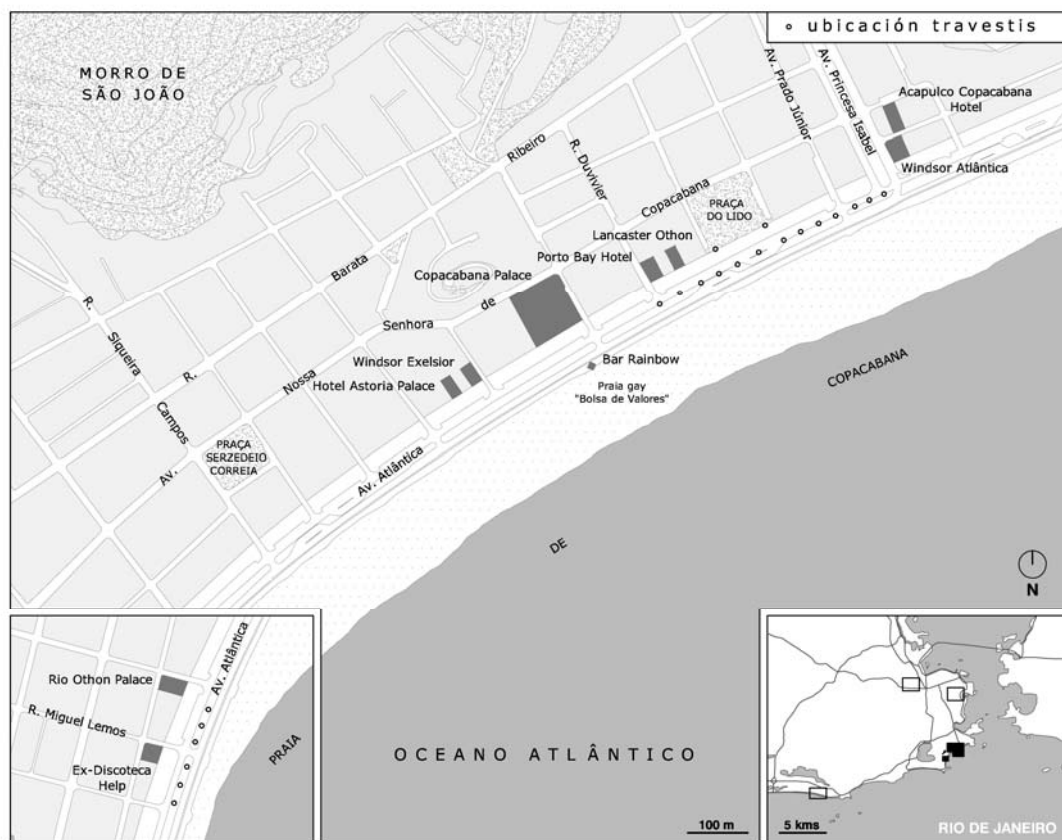 ubicación travestis
MORRO DE
SÃO JOÃO
Av. Prado Júnior
Av. Princesa Isabel
Acapulco Copacabana
Hotel
Windsor Atlântica
Ribeiro
R. Duvivier
Copacabana
PRAÇA
DO LIDO
Lancaster Othon
Porto Bay Hotel
Barata
Copacabana Palace
de
Senhora
R.
Siqueira
Campos
R.
Nossa
Windsor Exelsior
Hotel Astoria Palace
Bar Rainbow
Praia gay
"Bolsa de Valores"
COPACABANA
PRAÇA
SERZEDEIO
CORREIA
Av.
Av. Atlântica
DE
N
Av. Atlântica
Rio Othon Palace
R. Miguel Lemos
Ex-Discoteca
Help
PRAIA
OCEANO ATLÂNTICO
100 m
5 kms
RIO DE JANEIRO